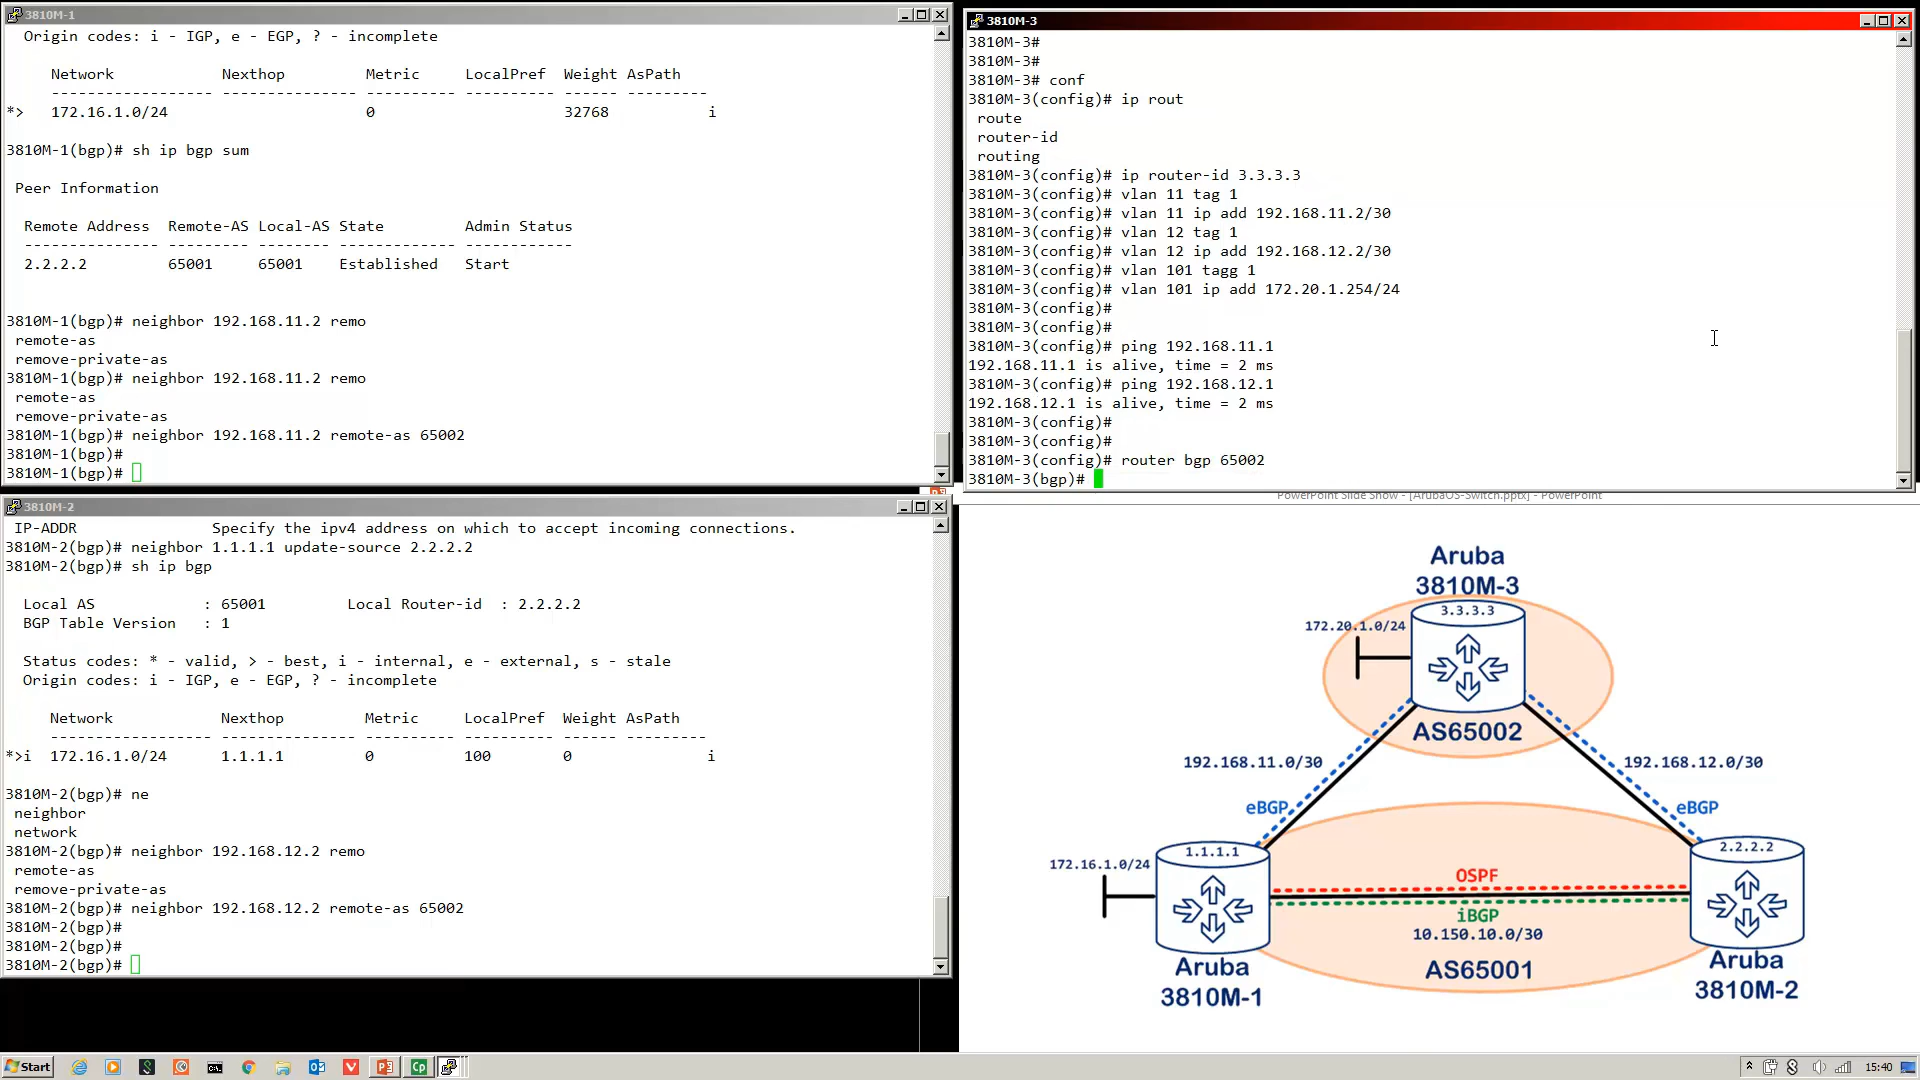 3810M-1
Origin codes: i - IGP, e - EGP, ? - incomplete
Network Nexthop Metric LocalPref Weight AsPath
------------------ --------------- ---------- ---------- ------ ---------
*> 172.16.1.0/24 0 32768 i
3810M-1(bgp)# sh ip bgp sum
Peer Information
Remote Address Remote-AS Local-AS State Admin Status
--------------- --------- -------- ------------- ------------
2.2.2.2 65001 65001 Established Start
3810M-1(bgp)# neighbor 192.168.11.2 remo
remote-as
remove-private-as
3810M-1(bgp)# neighbor 192.168.11.2 remo
remote-as
remove-private-as
3810M-1(bgp)# neighbor 192.168.11.2 remote-as 65002
3810M-1(bgp)#
3810M-1(bgp)#
3810M-3
3810M-3#
3810M-3#
3810M-3# conf
3810M-3(config)# ip rout
route
router-id
routing
3810M-3(config)# ip router-id 3.3.3.3
3810M-3(config)# vlan 11 tag 1
3810M-3(config)# vlan 11 ip add 192.168.11.2/30
3810M-3(config)# vlan 12 tag 1
3810M-3(config)# vlan 12 ip add 192.168.12.2/30
3810M-3(config)# vlan 101 tagg 1
3810M-3(config)# vlan 101 ip add 172.20.1.254/24
3810M-3(config)#
3810M-3(config)#
3810M-3(config)# ping 192.168.11.1
192.168.11.1 is alive, time = 2 ms
3810M-3(config)# ping 192.168.12.1
192.168.12.1 is alive, time = 2 ms
3810M-3(config)#
3810M-3(config)#
3810M-3(config)# router bgp 65002
3810M-3(bgp)#
PowerPoint Slide Show - [ArubaOS-Switch.pptx] - PowerPoint
3810M-2
IP-ADDR Specify the ipv4 address on which to accept incoming connections.
3810M-2(bgp)# neighbor 1.1.1.1 update-source 2.2.2.2
3810M-2(bgp)# sh ip bgp
Local AS : 65001 Local Router-id : 2.2.2.2
BGP Table Version : 1
Status codes: * - valid, > - best, i - internal, e - external, s - stale
Origin codes: i - IGP, e - EGP, ? - incomplete
Network Nexthop Metric LocalPref Weight AsPath
------------------ --------------- ---------- ---------- ------ ---------
*>i 172.16.1.0/24 1.1.1.1 0 100 0 i
3810M-2(bgp)# ne
neighbor
network
3810M-2(bgp)# neighbor 192.168.12.2 remo
remote-as
remove-private-as
3810M-2(bgp)# neighbor 192.168.12.2 remote-as 65002
3810M-2(bgp)#
3810M-2(bgp)#
3810M-2(bgp)#
Aruba
3810M-3
3.3.3.3
172.20.1.0/24
AS65002
192.168.11.0/30
192.168.12.0/30
eBGP
eBGP
1.1.1.1
2.2.2.2
172.16.1.0/24
OSPF
iBGP
10.150.10.0/30
AS65001
Aruba
3810M-1
Aruba
3810M-2
Start
15:40